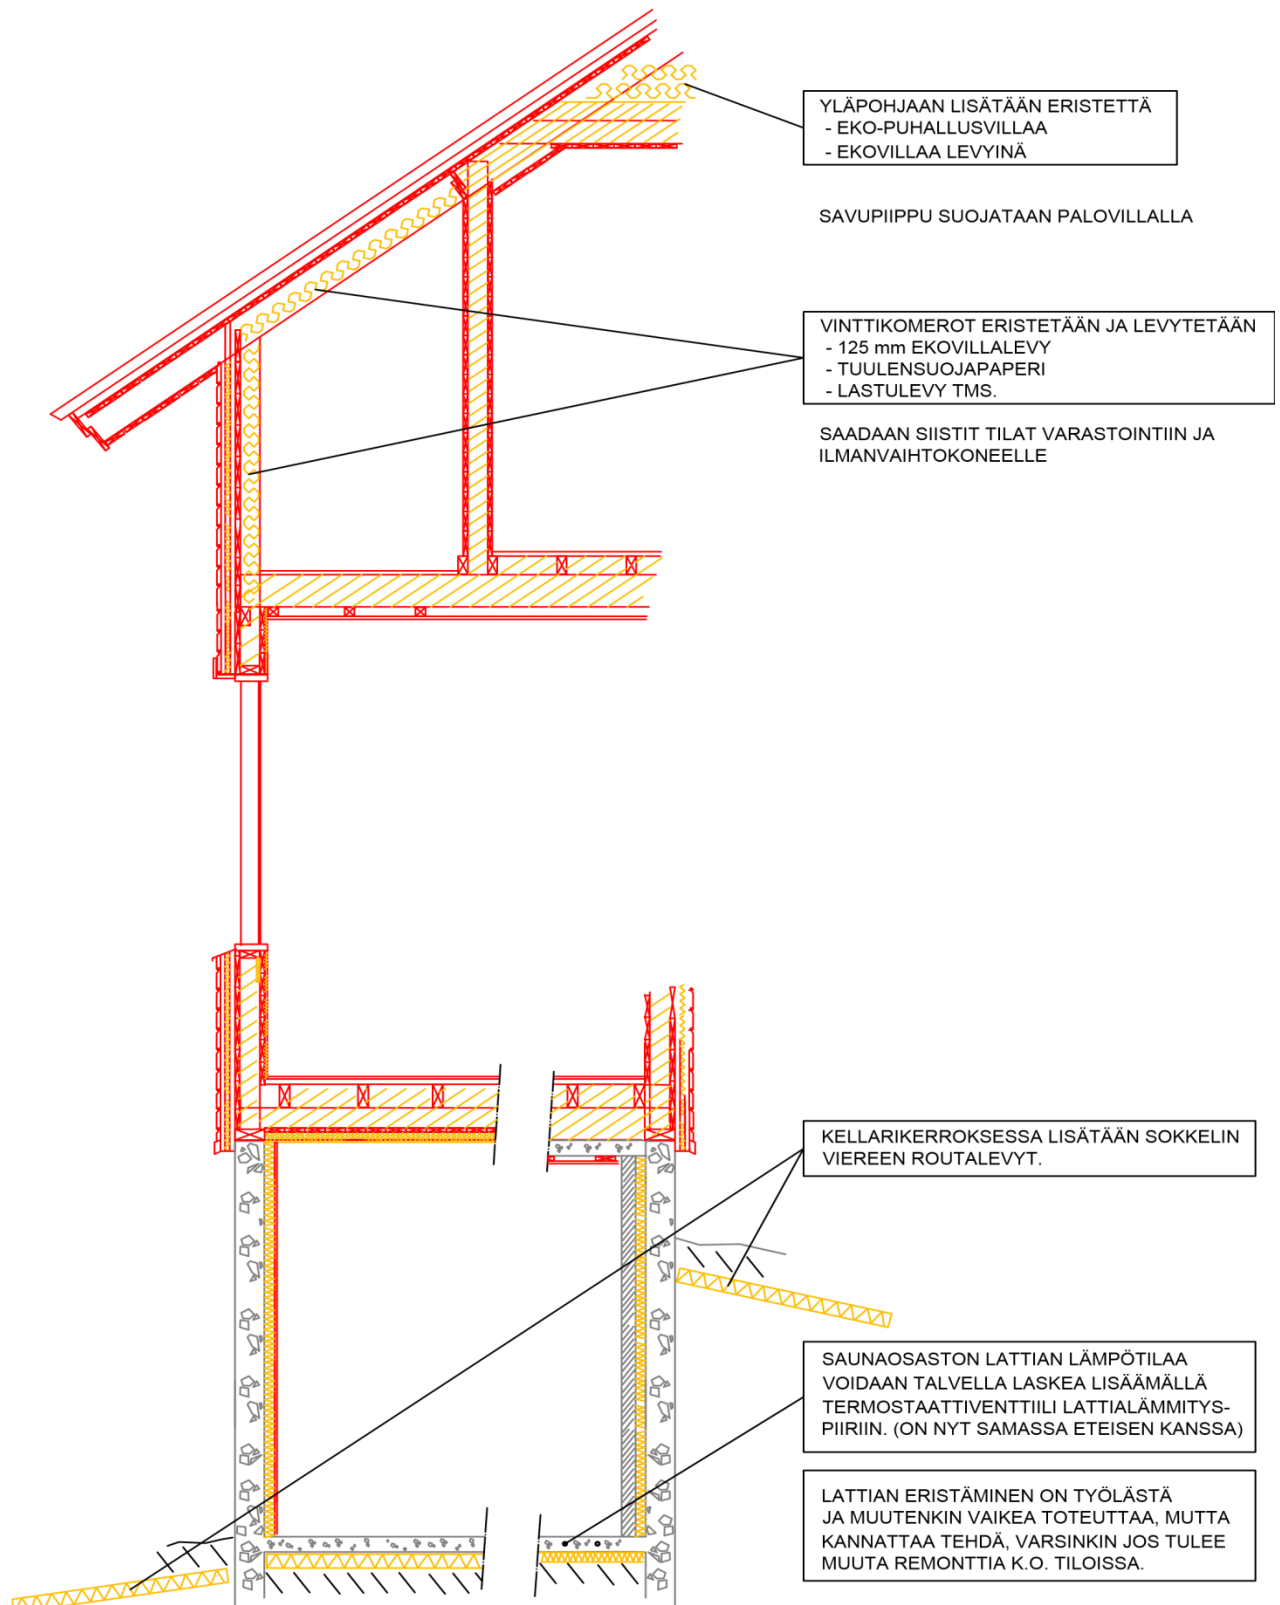 YLÄPOHJAAN LISÄTÄÄN ERISTETTÄ
- EKO-PUHALLUSVILLAA
- EKOVILLAA LEVYINÄ
SAVUPIIPPU SUOJATAAN PALOVILLALLA
VINTTIKOMEROT ERISTETÄÄN JA LEVYTETÄÄN
- 125 mm EKOVILLALEVY
- TUULENSUOJAPAPERI
- LASTULEVY TMS.
SAADAAN SIISTIT TILAT VARASTOINTIIN JA
ILMANVAIHTOKONEELLE
KELLARIKERROKSESSA LISÄTÄÄN SOKKELIN
VIEREEN ROUTALEVYT.
SAUNAOSASTON LATTIAN LÄMPÖTILAA
VOIDAAN TALVELLA LASKEA LISÄÄMÄLLÄ
TERMOSTAATTIVENTTIILI LATTIALÄMMITYS-
PIIRIIN. (ON NYT SAMASSA ETEISEN KANSSA)
LATTIAN ERISTÄMINEN ON TYÖLÄSTÄ
JA MUUTENKIN VAIKEA TOTEUTTAA, MUTTA
KANNATTAA TEHDÄ, VARSINKIN JOS TULEE
MUUTA REMONTTIA K.O. TILOISSA.